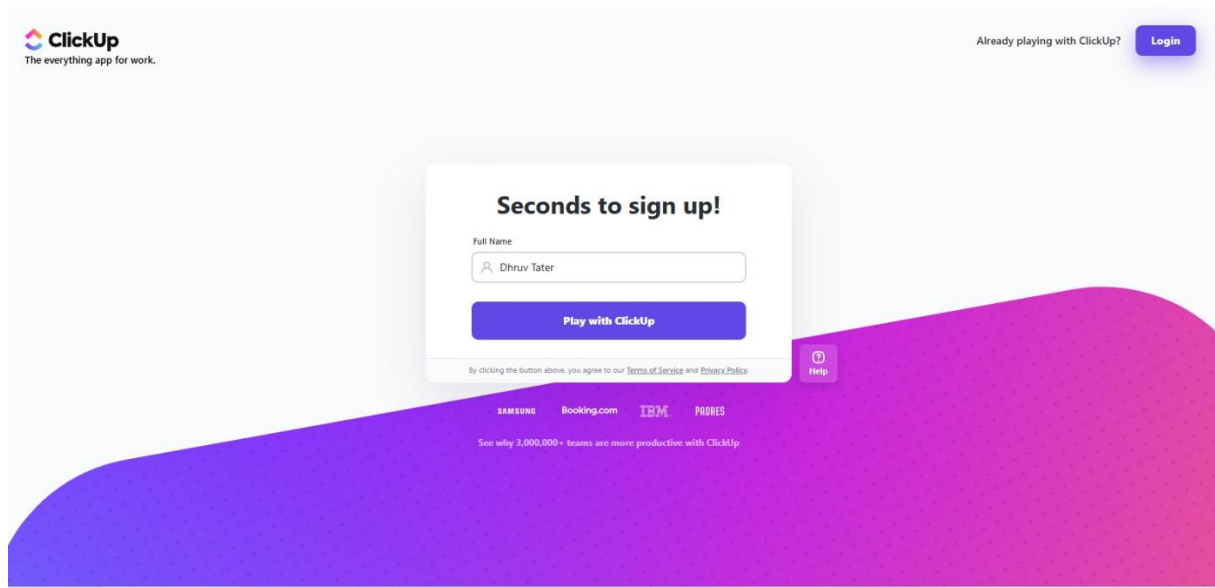 ClickUp
The everything app for work.
Already playing with ClickUp?
Login
Seconds to sign up!
Full Name
Dhruv Tater
Play with ClickUp
By clicking the button above, you agree to our Terms of Service and Privacy Policy.
Help
SAMSUNG Booking.com IBM PADRES
See why 3,000,000+ teams are more productive with ClickUp